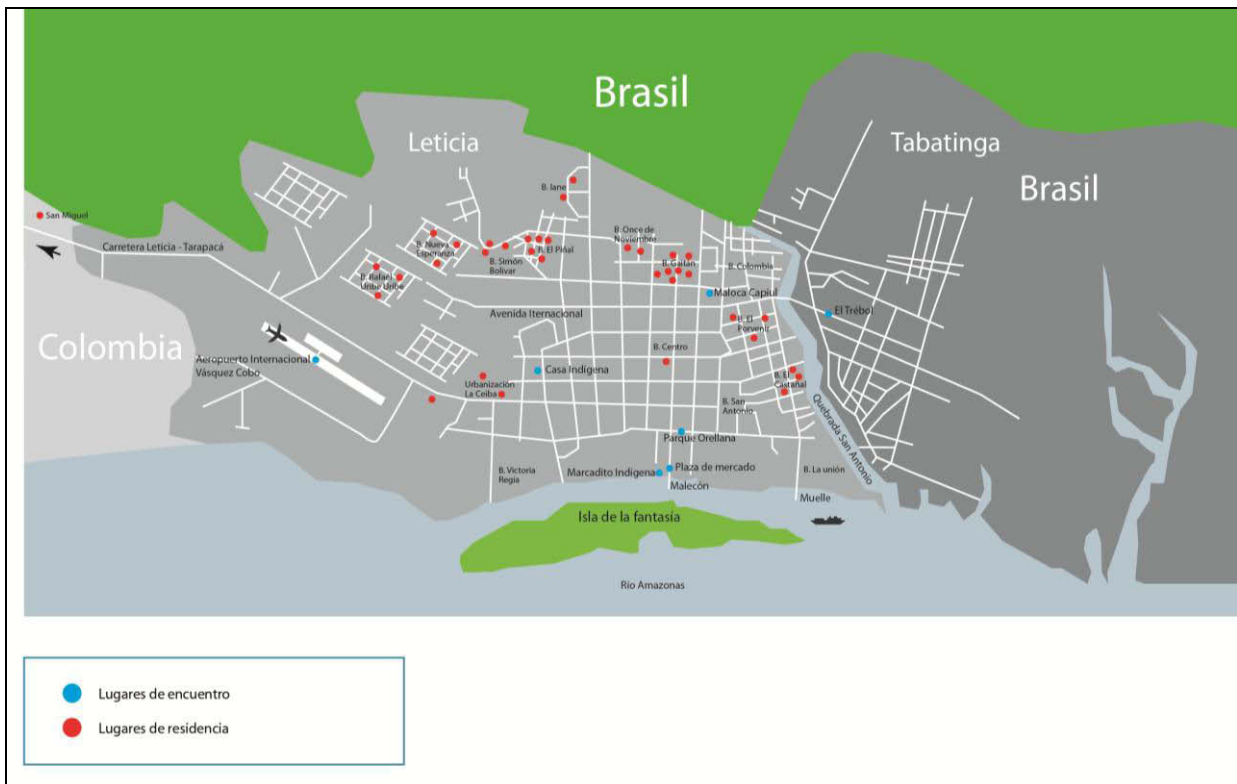 Brasil
Leticia
Tabatinga
Brasil
B. Iane
San Miguel
Carretera Leticia - Tarapacá
B. Nueva
Esperanza
B. Simón
Bolivar
B. El Piñal
B. Once de
Noviembre
B. Gaitán
B. Colombia
B. Rafael
Uribe Uribe
Maloca Capiul
Avenida Iternacional
El Trébol
B. El
Porvenir
Colombia
Aeropuerto Internacional
Vásquez Cobo
B. Centro
Casa Indígena
Urbanización
La Ceiba
B. El
Castañal
B. San
Antonio
Quebrada San Antonio
Parque Orellana
B. Victoria
Regia
Marcadito Indígena
Plaza de mercado
B. La unión
Malecón
Muelle
Isla de la fantasía
Río Amazonas
Lugares de encuentro
Lugares de residencia